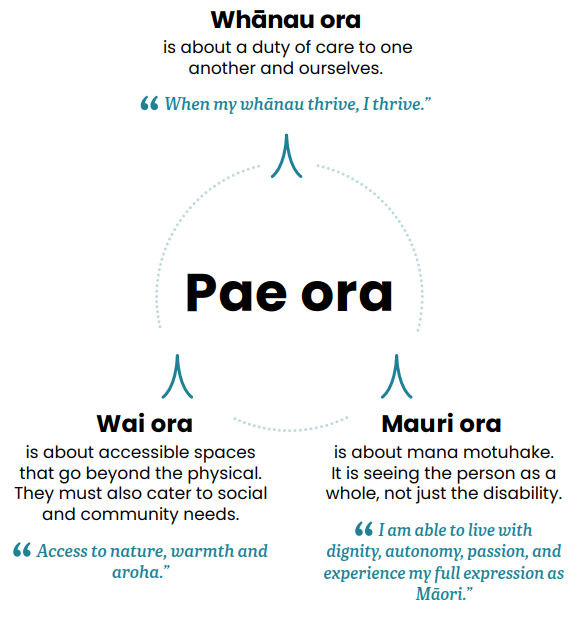 Whānau ora
is about a duty of care to one
another and ourselves.
“ When my whānau thrive, I thrive.”
Pae ora
Wai ora
is about accessible spaces
that go beyond the physical.
They must also cater to social
and community needs.
“ Access to nature, warmth and
aroha.”
Mauri ora
is about mana motuhake.
It is seeing the person as a
whole, not just the disability.
“ I am able to live with
dignity, autonomy, passion, and
experience my full expression as
Māori.”